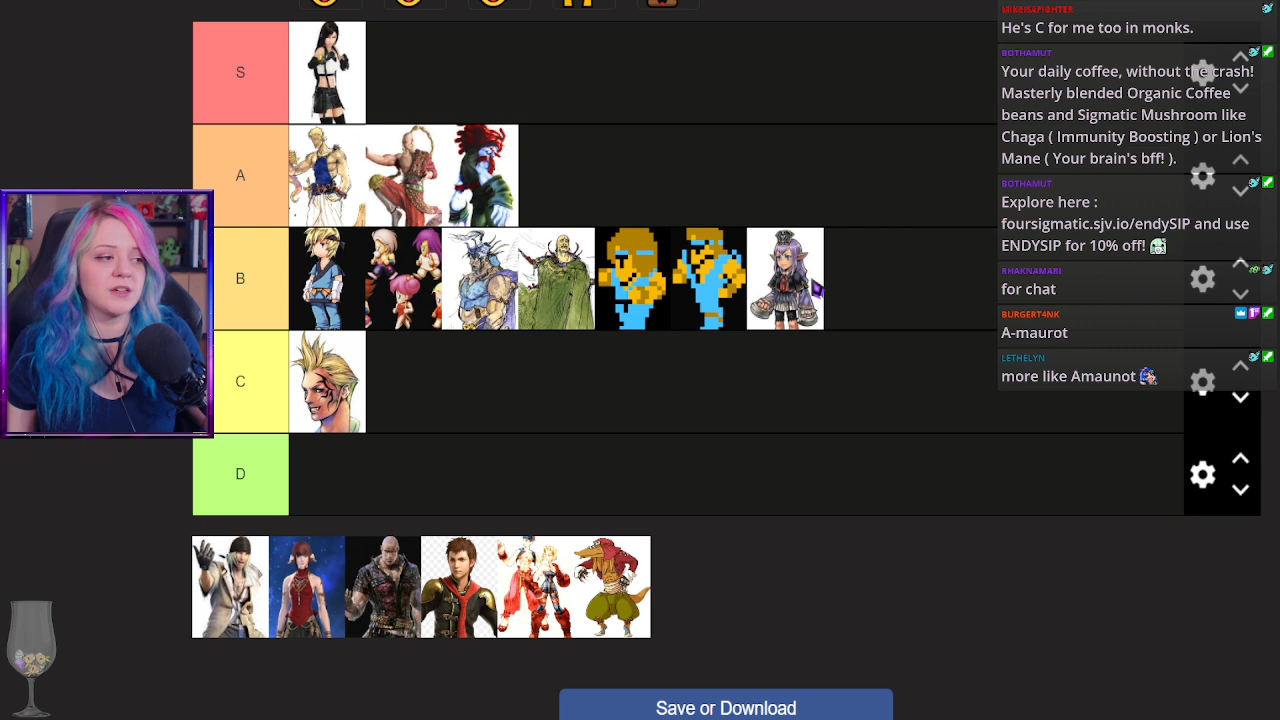 S
A
B
C
D
MIKEISAFIGHTER
He's C for me too in monks.
BOTHAMUT
Your daily coffee, without the crash!
Masterly blended Organic Coffee
beans and Sigmatic Mushroom like
Chaga ( Immunity Boosting ) or Lion's
Mane ( Your brain's bff! ).
BOTHAMUT
Explore here :
foursigmatic.sjv.io/endySIP and use
ENDYSIP for 10% off!
RHAKNAMARI
for chat
BURGERT4NK
A-maurot
LETHELYN
more like Amaunot
Save or Download